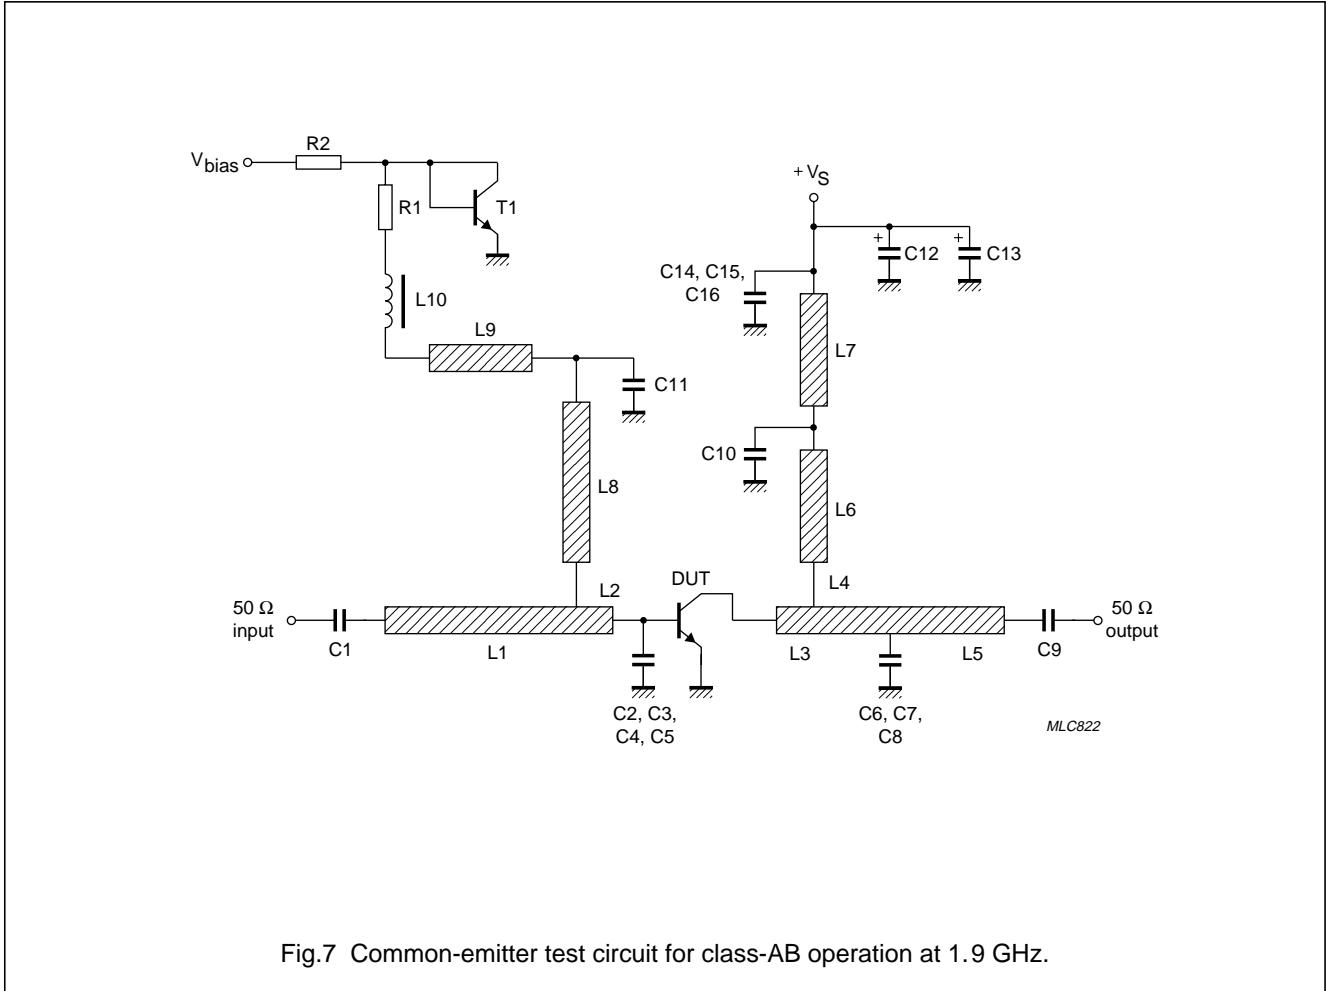 R2
Vbias
R1
T1
L10
L9
C11
L8
+ VS
C12
C13
+
+
C14, C15,
C16
L7
C10
L6
L4
L2
DUT
50 Ω
input
C1
L1
L3
L5
C9
50 Ω
output
C2, C3,
C4, C5
C6, C7,
C8
MLC822
Fig.7 Common-emitter test circuit for class-AB operation at 1.9 GHz.